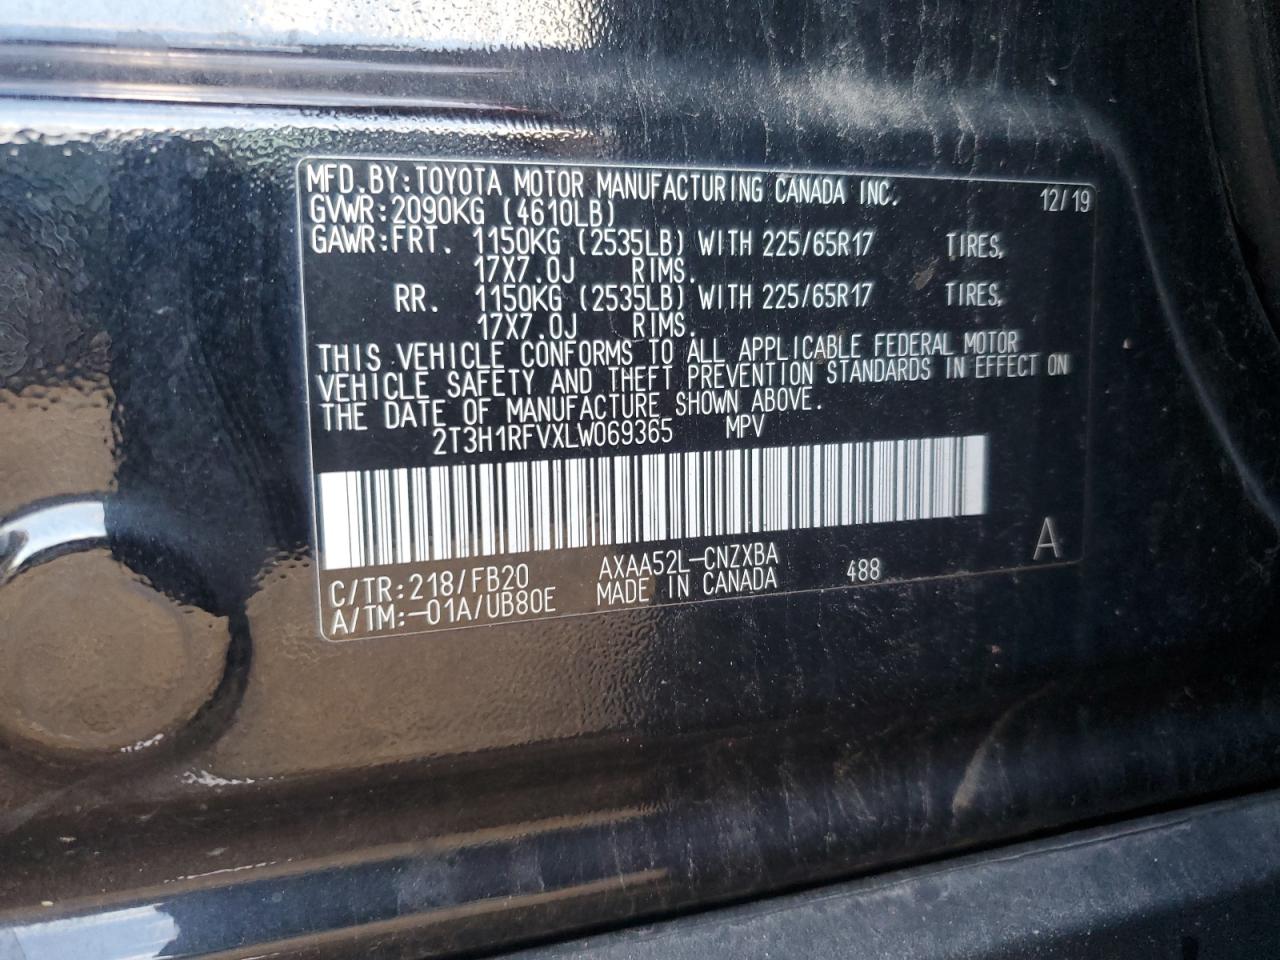 MFD.BY:TOYOTA MOTOR MANUFACTURING CANADA INC. 12/19
GVWR:2090KG (4610LB)
GAWR:FRT. 1150KG (2535LB) WITH 225/65R17 TIRES,
17X7.0J RIMS.
RR. 1150KG (2535LB) WITH 225/65R17 TIRES,
17X7.0J RIMS.
THIS VEHICLE CONFORMS TO ALL APPLICABLE FEDERAL MOTOR
VEHICLE SAFETY AND THEFT PREVENTION STANDARDS IN EFFECT ON
THE DATE OF MANUFACTURE SHOWN ABOVE.
2T3H1RFVXLW069365 MPV
A
C/TR:218/FB20 AXAA52L-CNZXBA 488
A/TM:-01A/UB80E MADE IN CANADA